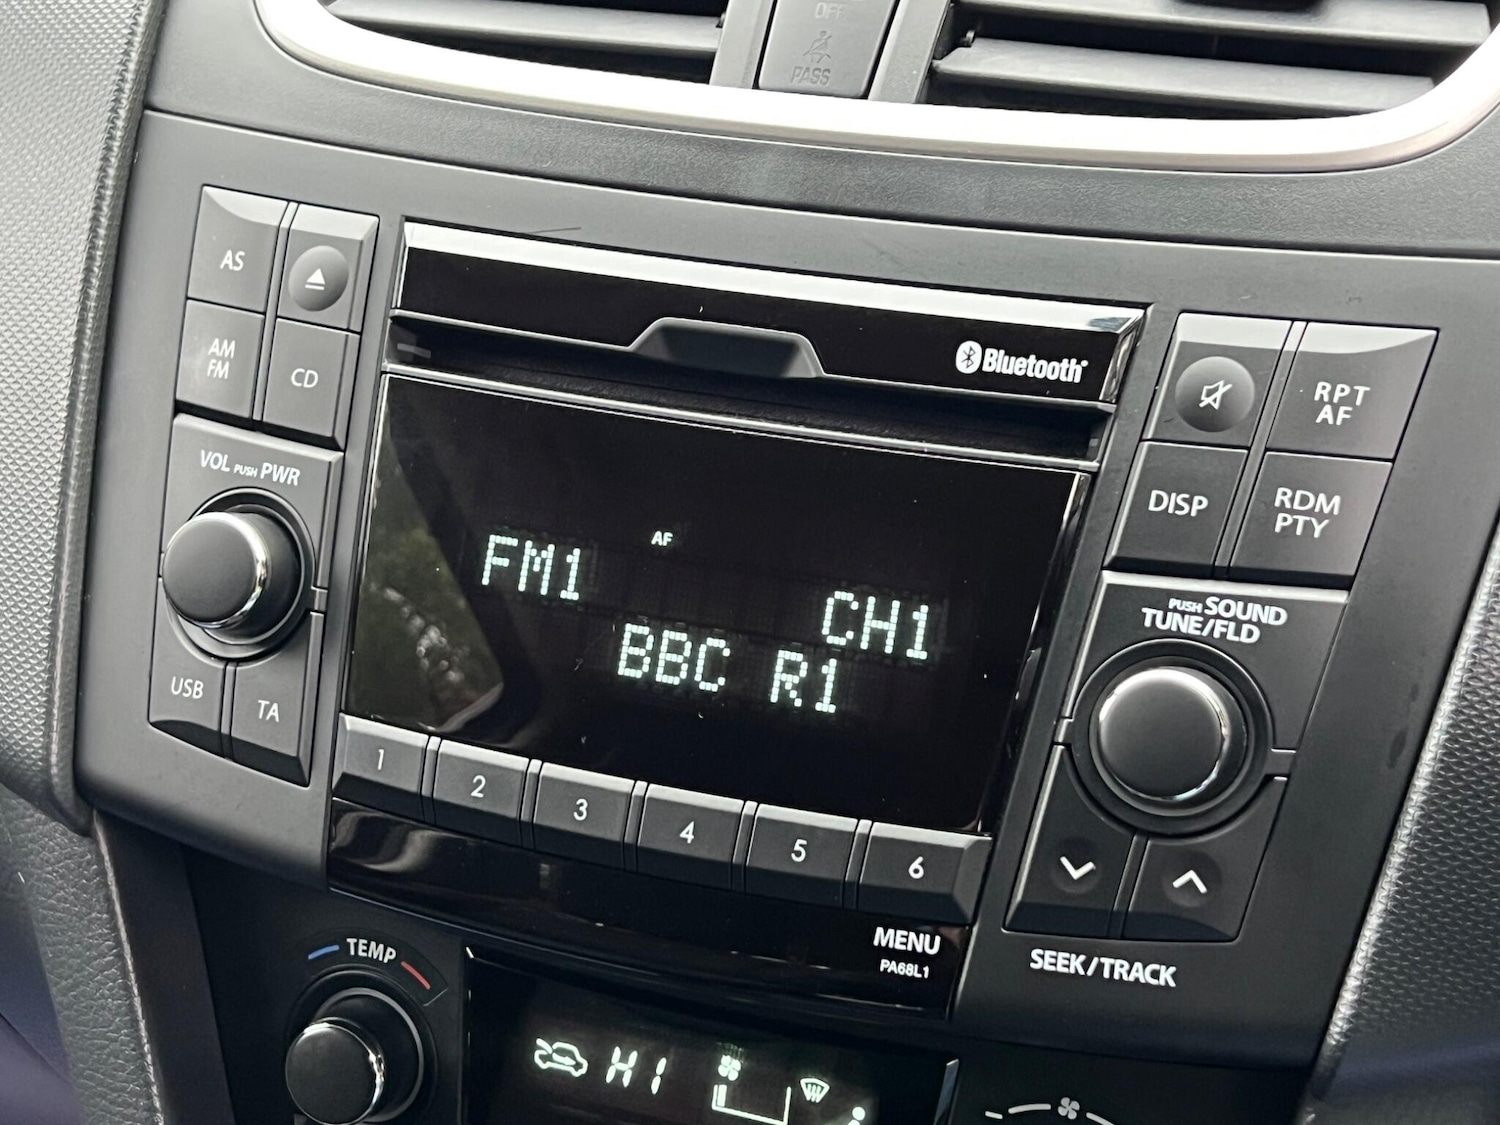 OFF
PASS
Bluetooth®
AS
AM
FM
CD
VOL PUSH PWR
USB
TA
RPT
AF
DISP
RDM
PTY
PUSH SOUND
TUNE/FLD
AF
FM1
CH1
BBC R1
1
2
3
4
5
6
MENU
PA68L1
SEEK/TRACK
TEMP
HI